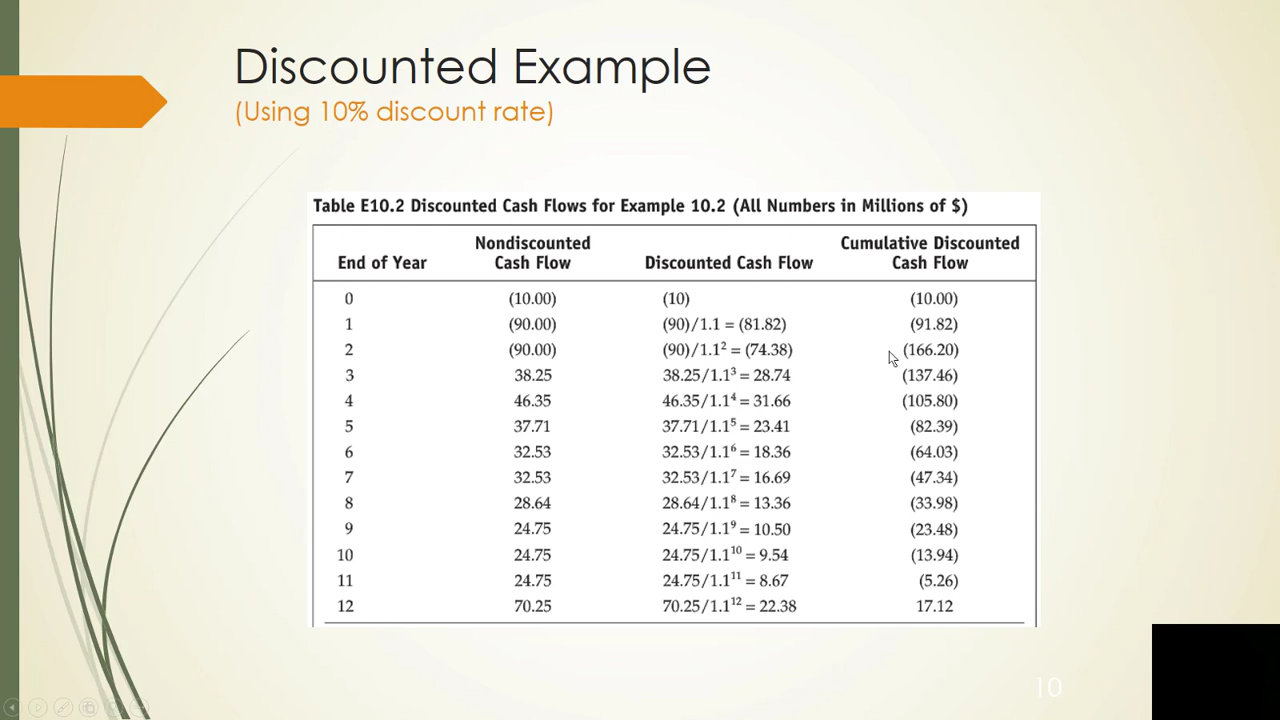 Discounted Example
(Using 10% discount rate)
Table E10.2 Discounted Cash Flows for Example 10.2 (All Numbers in Millions of $)
End of Year Nondiscounted Cash Flow Discounted Cash Flow Cumulative Discounted Cash Flow
0 (10.00) (10) (10.00)
1 (90.00) (90)/1.1 = (81.82) (91.82)
2 (90.00) (90)/1.1² = (74.38) (166.20)
3 38.25 38.25/1.1³ = 28.74 (137.46)
4 46.35 46.35/1.1⁴ = 31.66 (105.80)
5 37.71 37.71/1.1⁵ = 23.41 (82.39)
6 32.53 32.53/1.1⁶ = 18.36 (64.03)
7 32.53 32.53/1.1⁷ = 16.69 (47.34)
8 28.64 28.64/1.1⁸ = 13.36 (33.98)
9 24.75 24.75/1.1⁹ = 10.50 (23.48)
10 24.75 24.75/1.1¹⁰ = 9.54 (13.94)
11 24.75 24.75/1.1¹¹ = 8.67 (5.26)
12 70.25 70.25/1.1¹² = 22.38 17.12
10